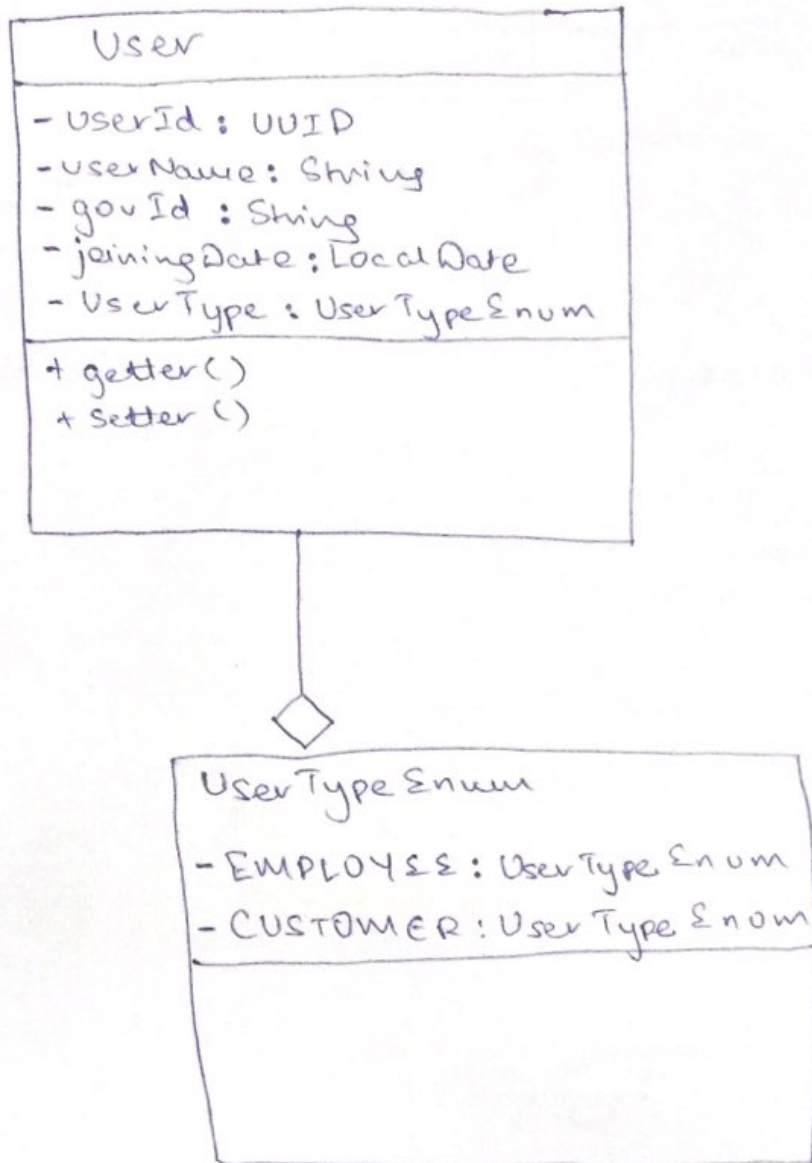 User
- userId : UUID
- userName : String
- govId : String
- joiningDate : LocalDate
- UserType : UserTypeEnum
+ getter()
+ setter()
UserTypeEnum
- EMPLOYEE : UserTypeEnum
- CUSTOMER : UserTypeEnum